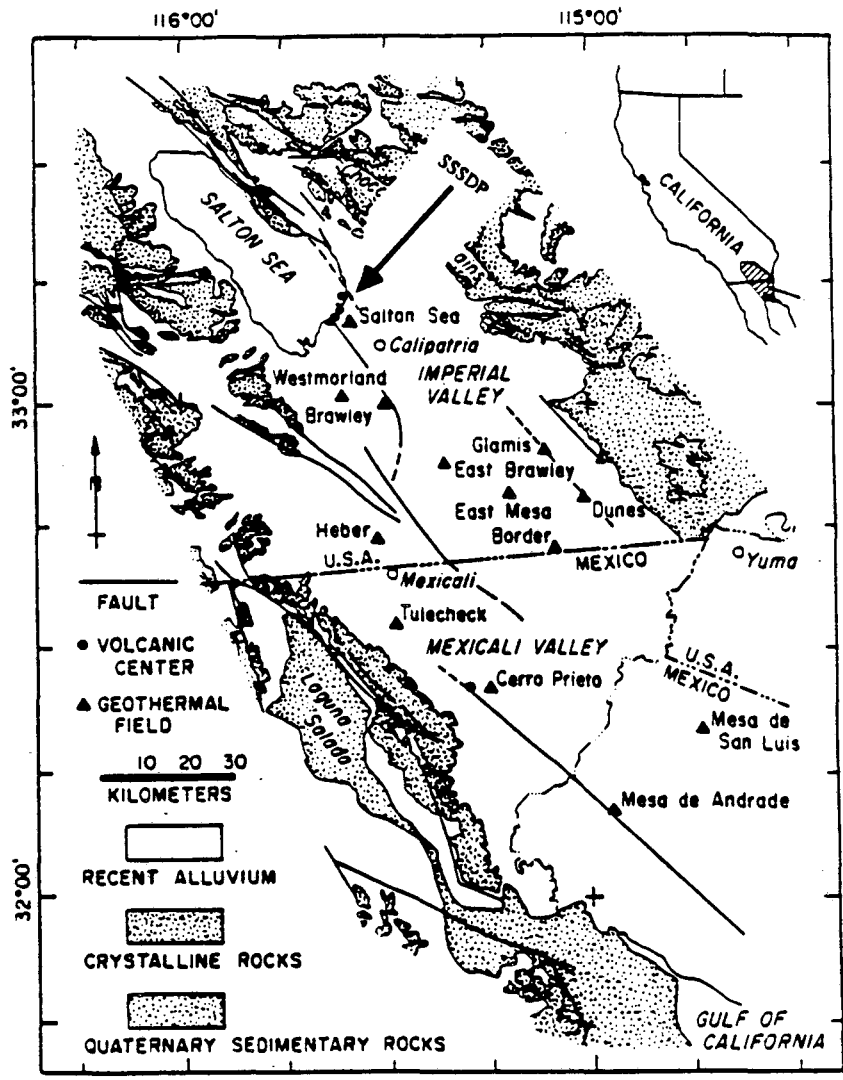 116°00'
115°00'
SSSDP
SALTON SEA
CALIFORNIA
ains
Salton Sea
Calipatria
IMPERIAL
VALLEY
Westmorland
Brawley
33°00'
Glamis
East Brawley
East Mesa
Dunes
Border
Heber
U.S.A.
MEXICO
Yuma
Mexicali
FAULT
Tulecheck
VOLCANIC
CENTER
MEXICALI VALLEY
U.S.A.
MEXICO
Cerro Prieto
GEOTHERMAL
FIELD
Laguna
Salada
Mesa de
San Luis
10 20 30
KILOMETERS
Mesa de Andrade
RECENT ALLUVIUM
32°00'
CRYSTALLINE ROCKS
QUATERNARY SEDIMENTARY ROCKS
GULF OF
CALIFORNIA